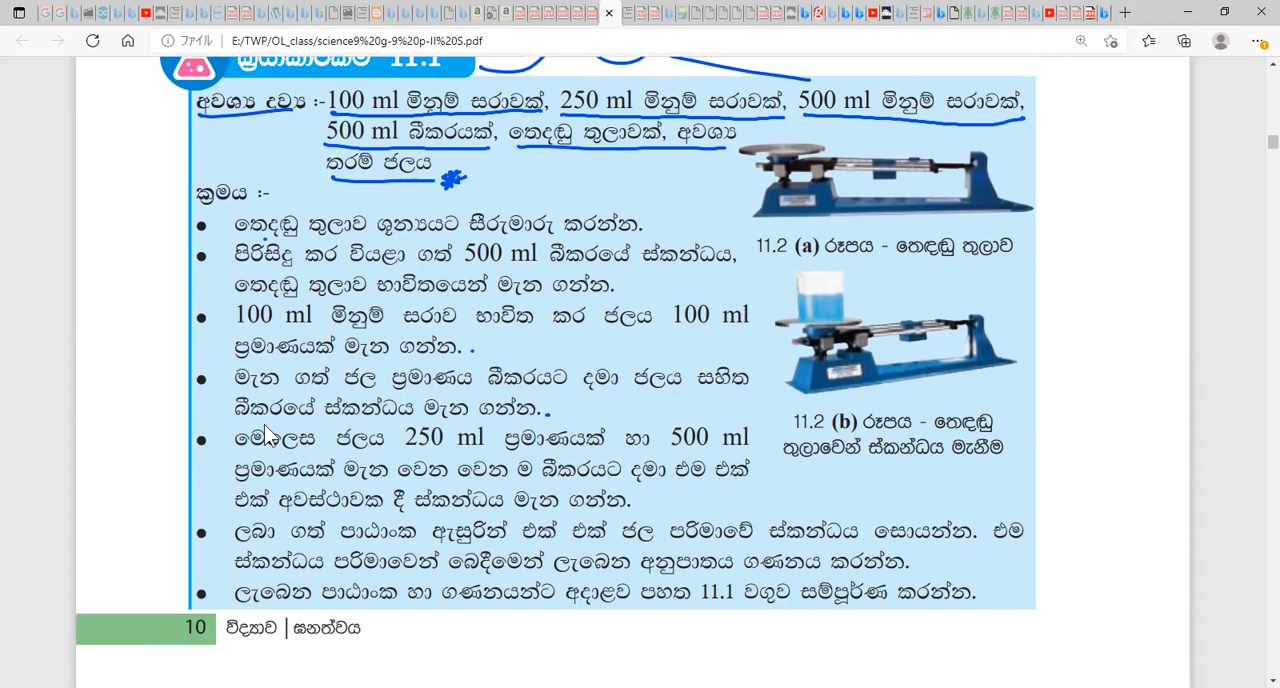 ෆයිල්
E:/TWP/OL_class/science9%20g-9%20p-II%20S.pdf
ක්‍රියාකාරකම 11.1
අවශ්‍ය ද්‍රව්‍ය :- 100 ml මිනුම් සරාවක්, 250 ml මිනුම් සරාවක්, 500 ml මිනුම් සරාවක්,
500 ml බීකරයක්, තෙදඬු තුලාවක්, අවශ්‍ය
තරම් ජලය
ක්‍රමය :-
තෙදඬු තුලාව ශුන්‍යයට සීරුමාරු කරන්න.
පිරිසිදු කර වියළා ගත් 500 ml බීකරයේ ස්කන්ධය,
තෙදඬු තුලාව භාවිතයෙන් මැන ගන්න.
11.2 (a) රූපය - තෙඳඬු තුලාව
100 ml මිනුම් සරාව භාවිත කර ජලය 100 ml
ප්‍රමාණයක් මැන ගන්න.
මැන ගත් ජල ප්‍රමාණය බීකරයට දමා ජලය සහිත
බීකරයේ ස්කන්ධය මැන ගන්න.
මෙලෙස ජලය 250 ml ප්‍රමාණයක් හා 500 ml
ප්‍රමාණයක් මැන වෙන වෙන ම බීකරයට දමා එම එක්
එක් අවස්ථාවක දී ස්කන්ධය මැන ගන්න.
11.2 (b) රූපය - තෙඳඬු
තුලාවෙන් ස්කන්ධය මැනීම
ලබා ගත් පාඨාංක ඇසුරින් එක් එක් ජල පරිමාවේ ස්කන්ධය සොයන්න. එම
ස්කන්ධය පරිමාවෙන් බෙදීමෙන් ලැබෙන අනුපාතය ගණනය කරන්න.
ලැබෙන පාඨාංක හා ගණනයන්ට අදාළව පහත 11.1 වගුව සම්පූර්ණ කරන්න.
10 විද්‍යාව | ඝනත්වය